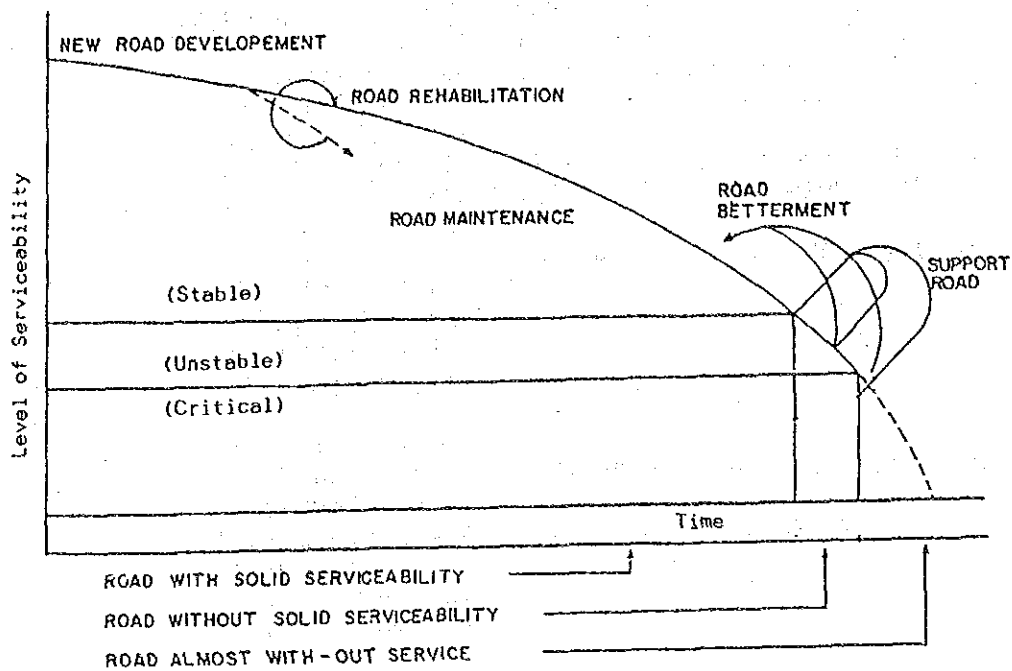 NEW ROAD DEVELOPEMENT
ROAD REHABILITATION
ROAD MAINTENANCE
ROAD
BETTERMENT
SUPPORT
ROAD
Level of Serviceability
(Stable)
(Unstable)
(Critical)
Time
ROAD WITH SOLID SERVICEABILITY
ROAD WITHOUT SOLID SERVICEABILITY
ROAD ALMOST WITH-OUT SERVICE